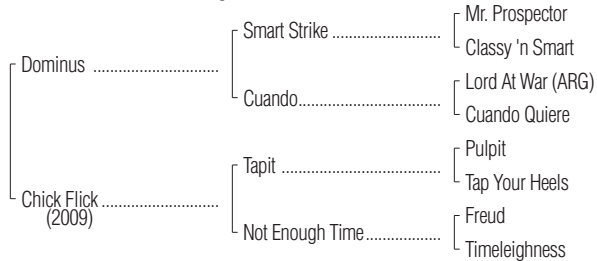 Mr. Prospector
Smart Strike ........................
Classy 'n Smart
Dominus ............................
Lord At War (ARG)
Cuando................................
Cuando Quiere
Pulpit
Tapit ....................................
Tap Your Heels
Chick Flick ..........................
(2009)
Freud
Not Enough Time.................
Timeleighness